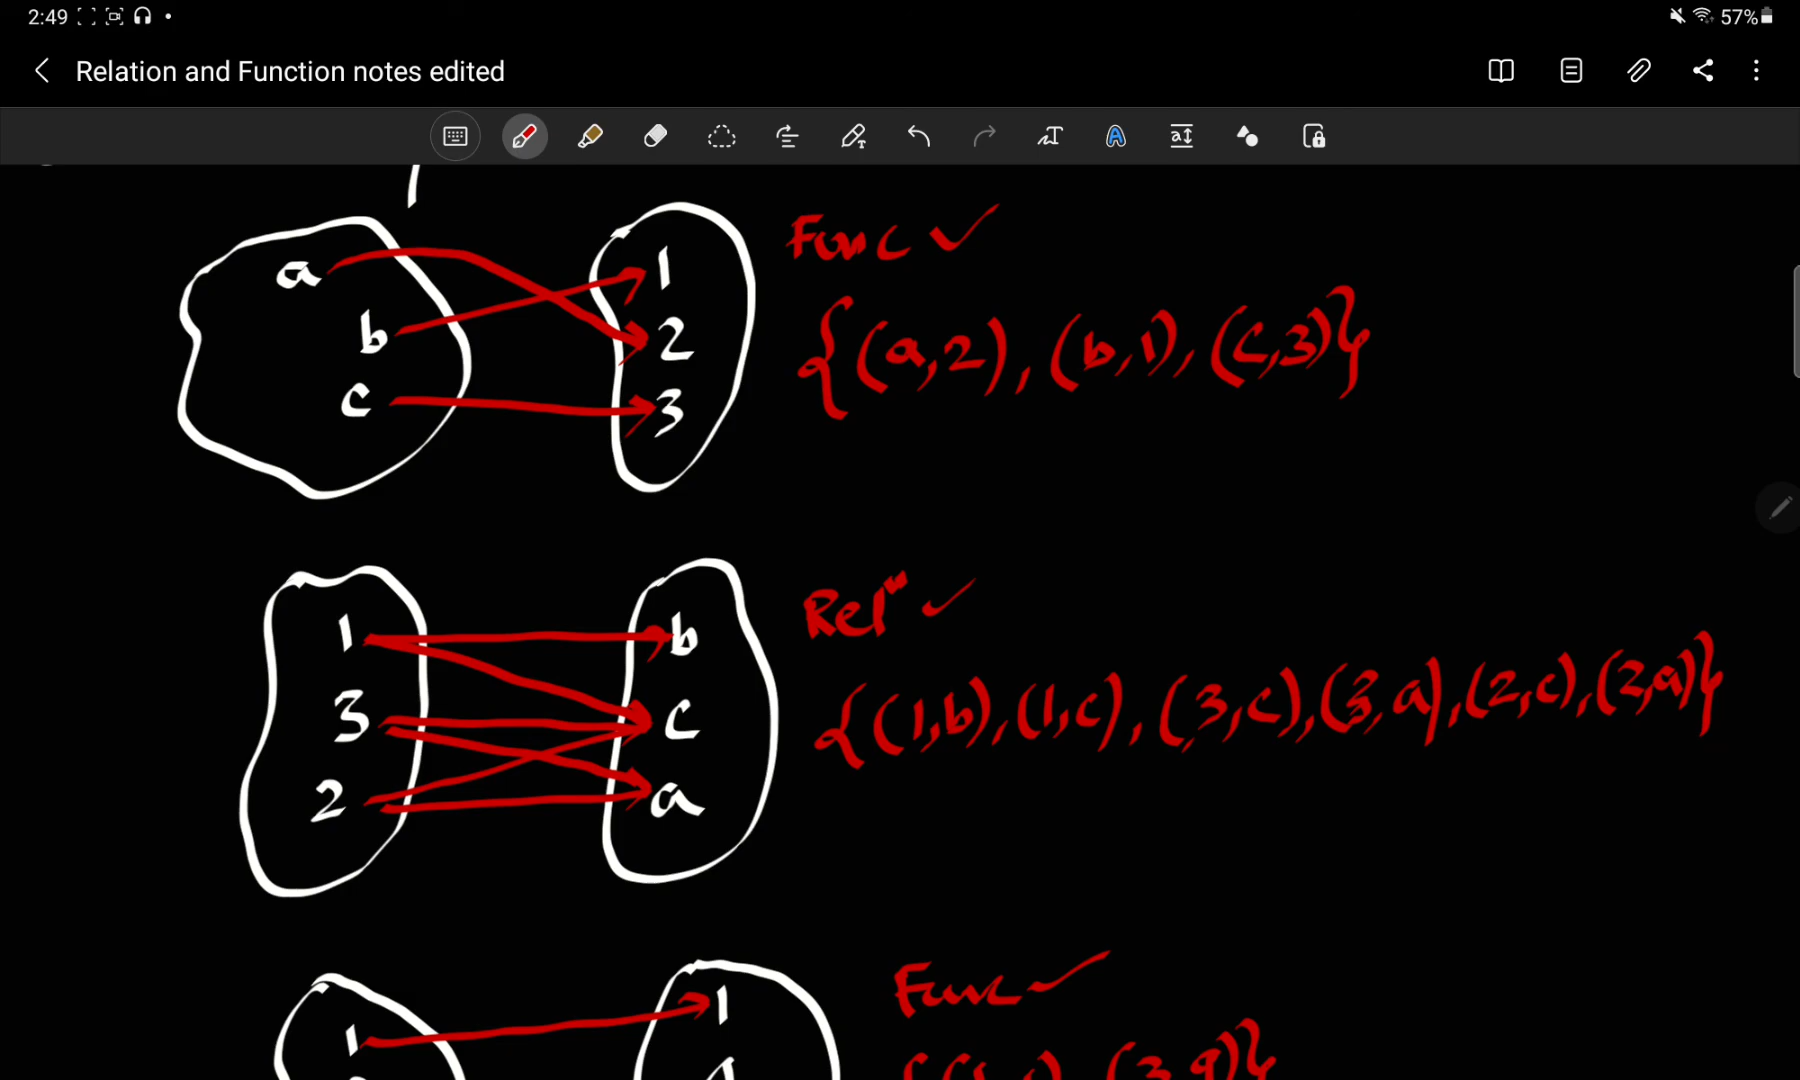 2:49 57%
Relation and Function notes edited
a 1 Func ✓
b 2 {(a,2), (b,1), (c,3)}
c 3
1 b Relⁿ ✓
3 c {(1,b), (1,c), (3,c), (3,a), (2,c), (2,a)}
2 a
1 1 Func ✓